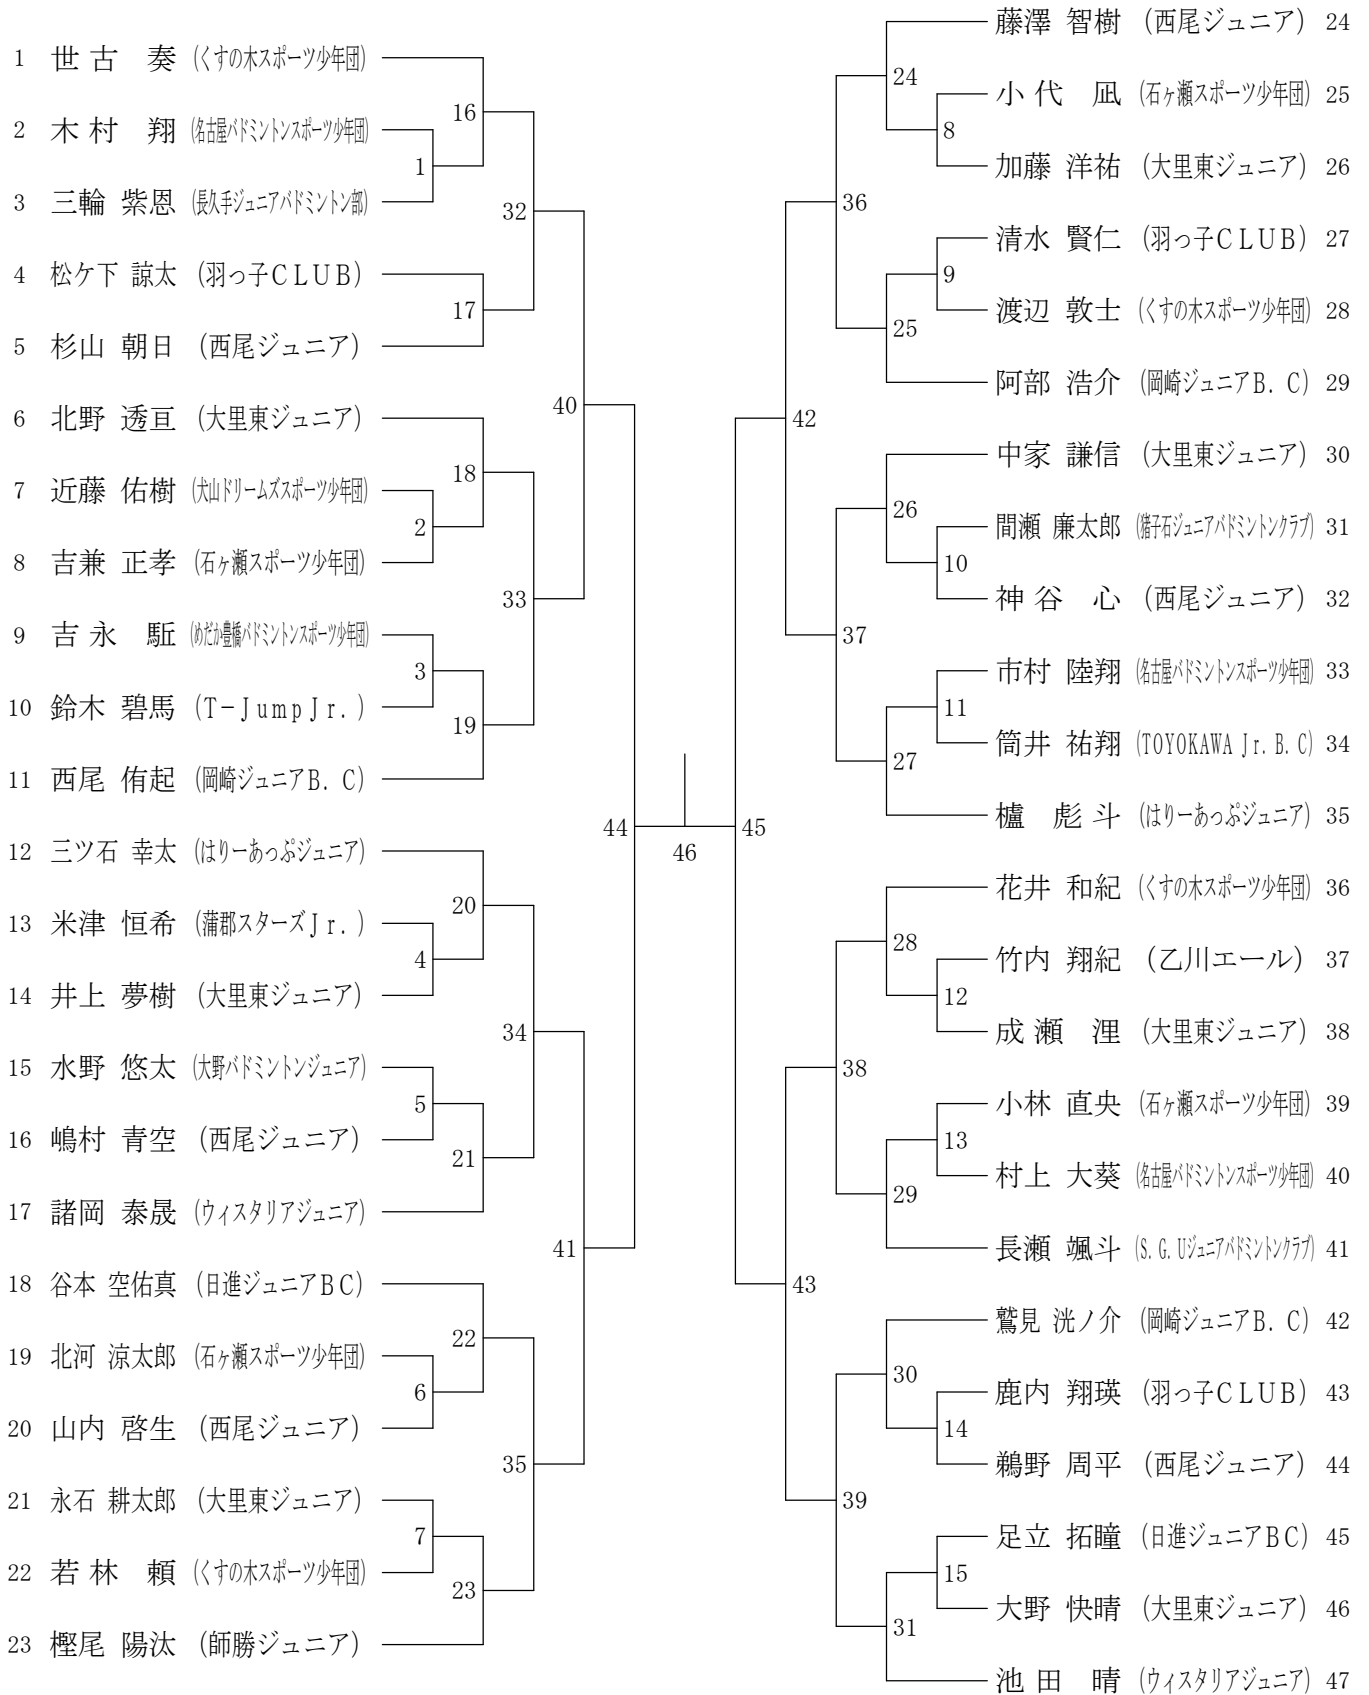 1 世古 奏 (くすの木スポーツ少年団)
2 木村 翔 (名古屋バドミントンスポーツ少年団)
3 三輪 紫恩 (長久手ジュニアバドミントン部)
4 松ケ下 諒太 (羽っ子CLUB)
5 杉山 朝日 (西尾ジュニア)
6 北野 透亘 (大里東ジュニア)
7 近藤 佑樹 (犬山ドリームズスポーツ少年団)
8 吉兼 正孝 (石ヶ瀬スポーツ少年団)
9 吉永 駈 (めだか豊橋バドミントンスポーツ少年団)
10 鈴木 碧馬 (T-JumpJr.)
11 西尾 侑起 (岡崎ジュニアB.C)
12 三ツ石 幸太 (はりーあっぷジュニア)
13 米津 恒希 (蒲郡スターズJr.)
14 井上 夢樹 (大里東ジュニア)
15 水野 悠太 (大野バドミントンジュニア)
16 嶋村 青空 (西尾ジュニア)
17 諸岡 泰晟 (ウィスタリアジュニア)
18 谷本 空佑真 (日進ジュニアBC)
19 北河 涼太郎 (石ヶ瀬スポーツ少年団)
20 山内 啓生 (西尾ジュニア)
21 永石 耕太郎 (大里東ジュニア)
22 若林 頼 (くすの木スポーツ少年団)
23 樫尾 陽汰 (師勝ジュニア)
1
2
3
4
5
6
7
16
17
18
19
20
21
22
23
32
33
34
35
40
41
44
46
45
42
43
36
37
38
39
24
25
26
27
28
29
30
31
8
9
10
11
12
13
14
15
藤澤 智樹 (西尾ジュニア) 24
小代 凪 (石ヶ瀬スポーツ少年団) 25
加藤 洋祐 (大里東ジュニア) 26
清水 賢仁 (羽っ子CLUB) 27
渡辺 敦士 (くすの木スポーツ少年団) 28
阿部 浩介 (岡崎ジュニアB.C) 29
中家 謙信 (大里東ジュニア) 30
間瀬 廉太郎 (猪子石ジュニアバドミントンクラブ) 31
神谷 心 (西尾ジュニア) 32
市村 陸翔 (名古屋バドミントンスポーツ少年団) 33
筒井 祐翔 (TOYOKAWA Jr.B.C) 34
櫨 彪斗 (はりーあっぷジュニア) 35
花井 和紀 (くすの木スポーツ少年団) 36
竹内 翔紀 (乙川エール) 37
成瀬 浬 (大里東ジュニア) 38
小林 直央 (石ヶ瀬スポーツ少年団) 39
村上 大葵 (名古屋バドミントンスポーツ少年団) 40
長瀬 颯斗 (S.G.Uジュニアバドミントンクラブ) 41
鷲見 洸ノ介 (岡崎ジュニアB.C) 42
鹿内 翔瑛 (羽っ子CLUB) 43
鵜野 周平 (西尾ジュニア) 44
足立 拓瞳 (日進ジュニアBC) 45
大野 快晴 (大里東ジュニア) 46
池田 晴 (ウィスタリアジュニア) 47